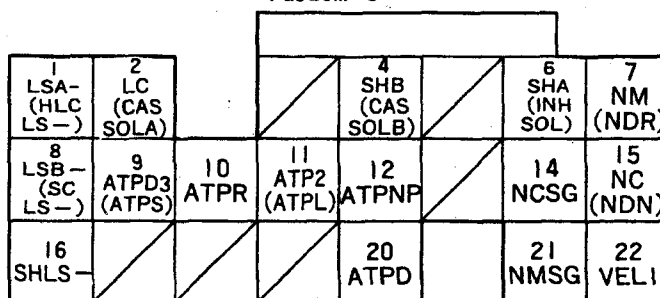 1
LSA-
(HLC
LS—)
2
LC
(CAS
SOLA)
4
SHB
(CAS
SOLB)
6
SHA
(INH
SOL)
7
NM
(NDR)
8
LSB—
(SC
LS—)
9
ATPD3
(ATPS)
10
ATPR
11
ATP2
(ATPL)
12
ATPNP
14
NCSG
15
NC
(NDN)
16
SHLS—
20
ATPD
21
NMSG
22
VEL1